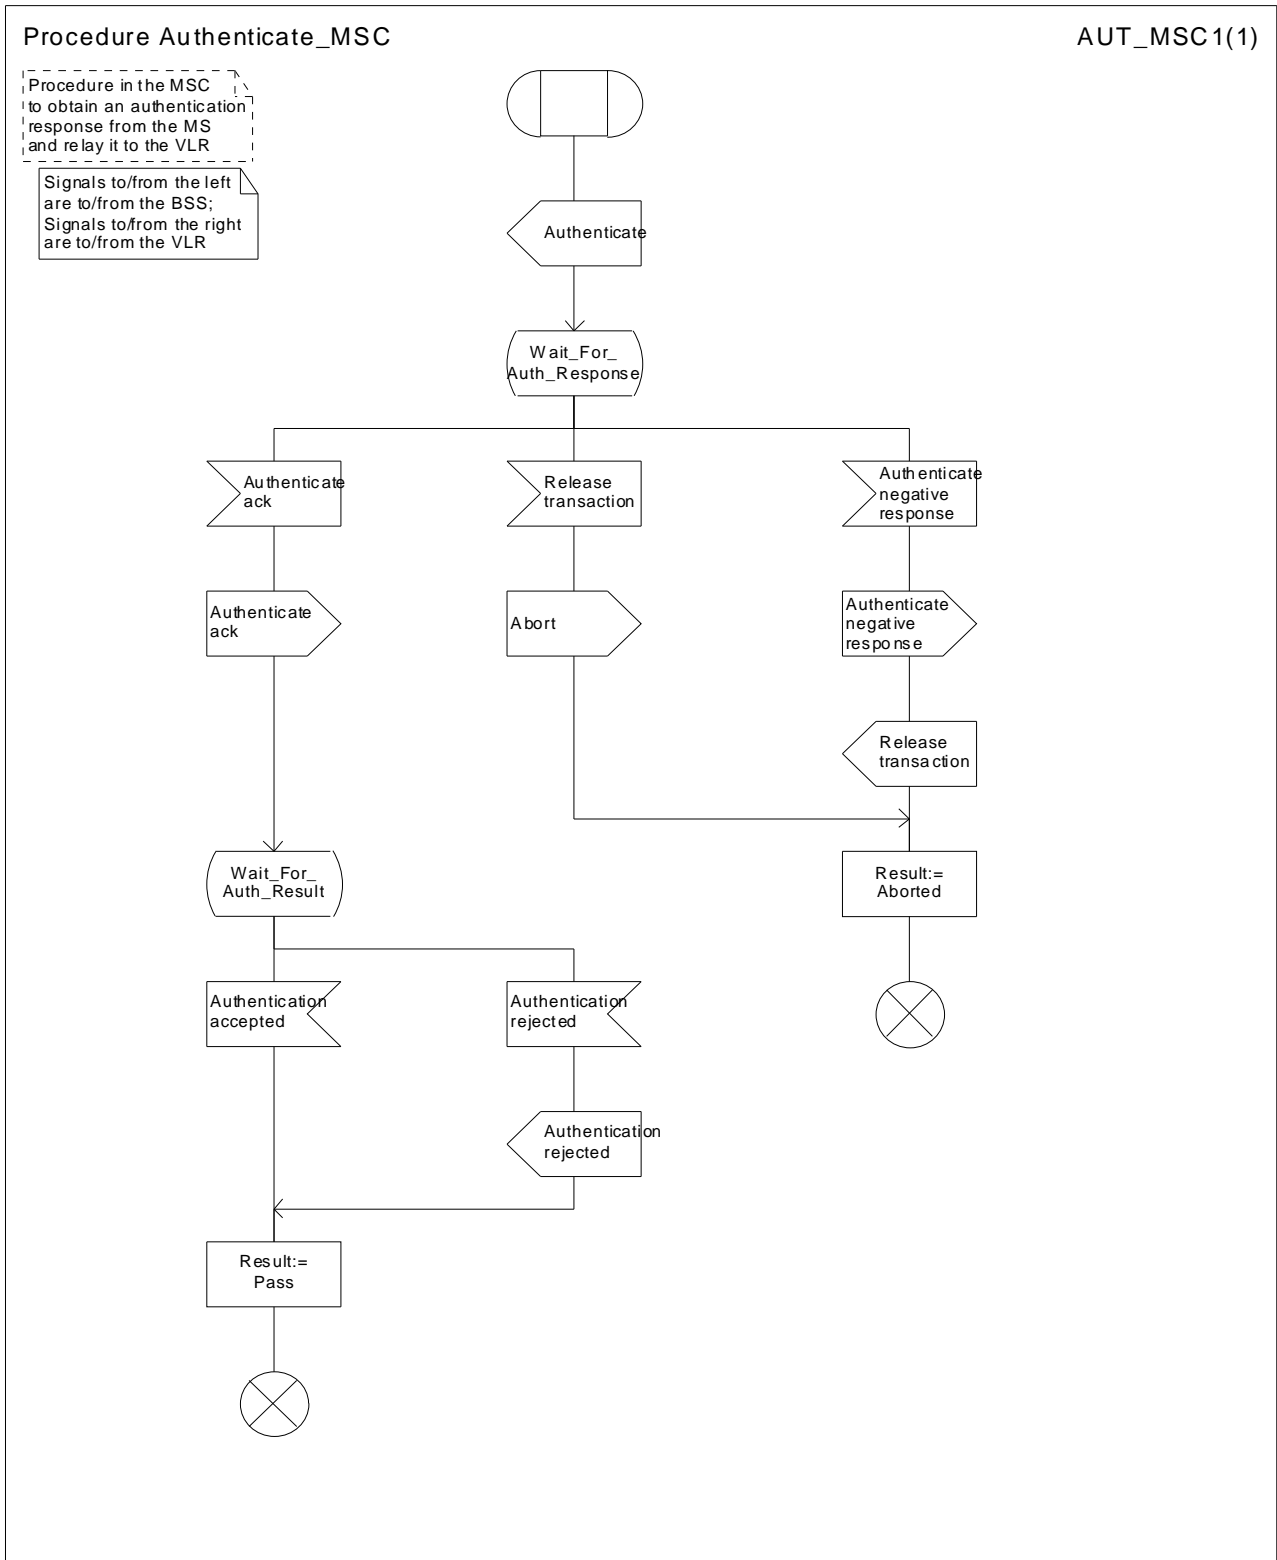 Procedure Authenticate_MSC
AUT_MSC1(1)
Procedure in the MSC
to obtain an authentication
response from the MS
and relay it to the VLR
Signals to/from the left
are to/from the BSS;
Signals to/from the right
are to/from the VLR
Authenticate
Wait_For_
Auth_Response
Authenticate
ack
Release
transaction
Authenticate
negative
response
Authenticate
ack
Abort
Authenticate
negative
response
Release
transaction
Wait_For_
Auth_Result
Result:=
Aborted
Authentication
accepted
Authentication
rejected
Authentication
rejected
Result:=
Pass